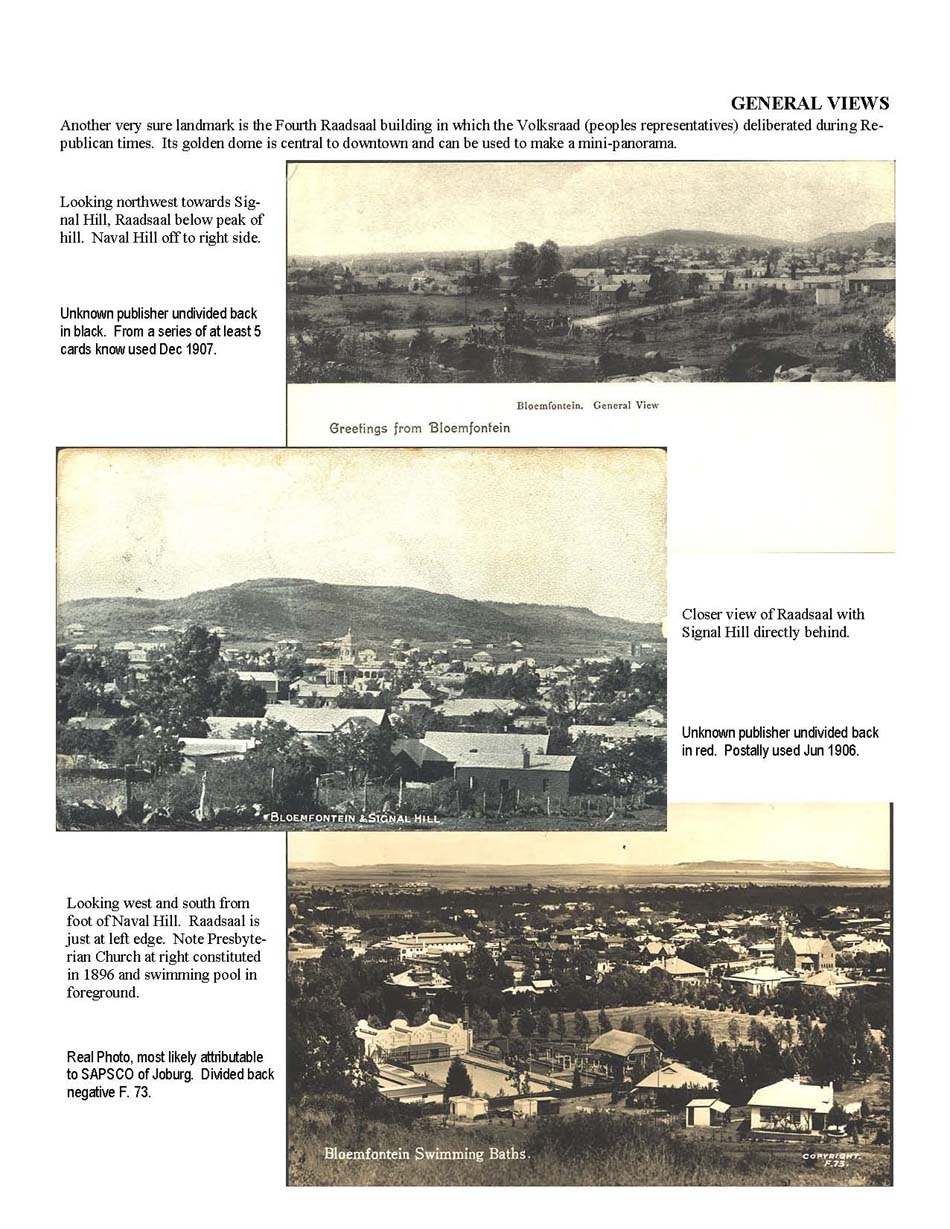 GENERAL VIEWS
Another very sure landmark is the Fourth Raadsaal building in which the Volksraad (peoples representatives) deliberated during Re-
publican times. Its golden dome is central to downtown and can be used to make a mini-panorama.
Looking northwest towards Sig-
nal Hill, Raadsaal below peak of
hill. Naval Hill off to right side.
Unknown publisher undivided back
in black. From a series of at least 5
cards know used Dec 1907.
Bloemfontein. General View
Greetings from Bloemfontein
Closer view of Raadsaal with
Signal Hill directly behind.
Unknown publisher undivided back
in red. Postally used Jun 1906.
BLOEMFONTEIN & SIGNAL HILL
Looking west and south from
foot of Naval Hill. Raadsaal is
just at left edge. Note Presbyte-
rian Church at right constituted
in 1896 and swimming pool in
foreground.
Real Photo, most likely attributable
to SAPSCO of Joburg. Divided back
negative F. 73.
Bloemfontein Swimming Baths.
COPYRIGHT.
F.73.